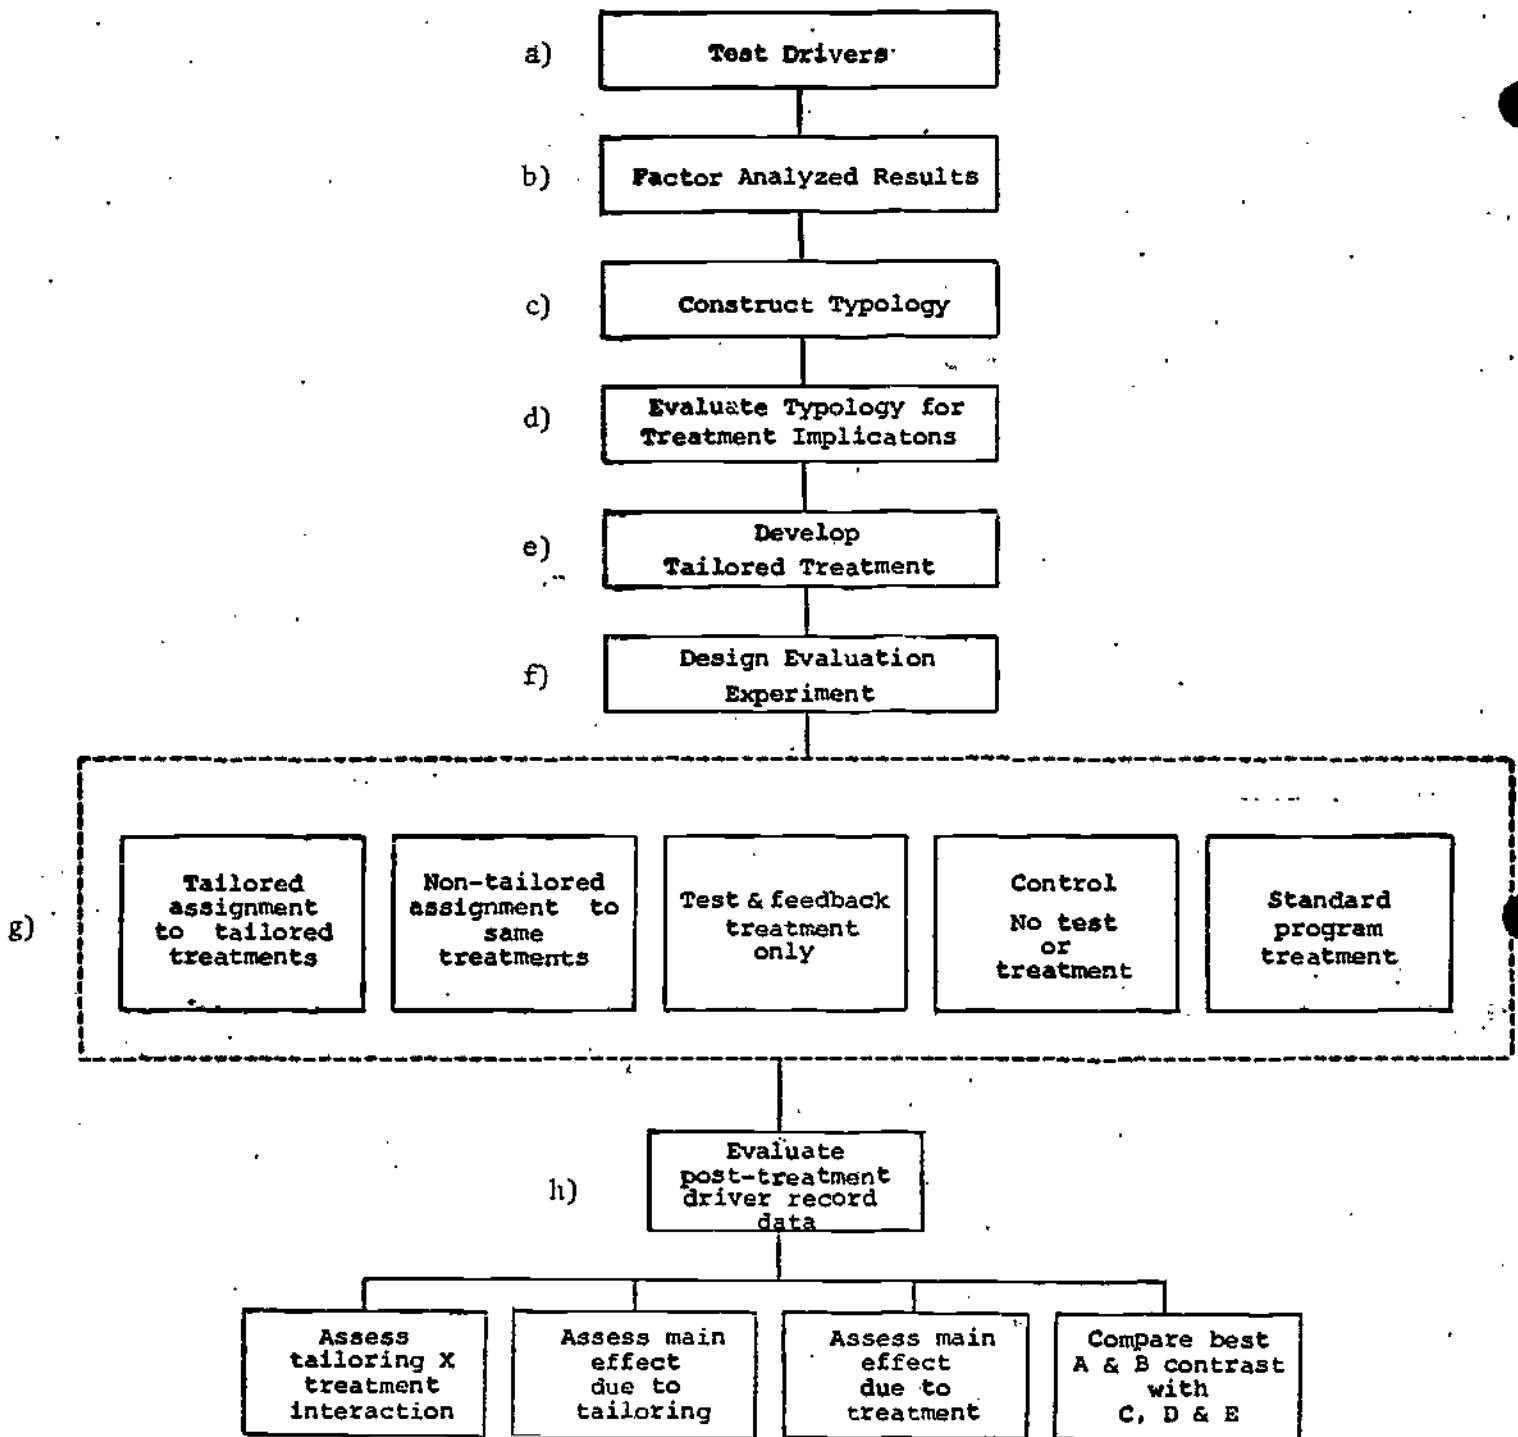 a)
Test Drivers
b)
Factor Analyzed Results
c)
Construct Typology
d)
Evaluate Typology for
Treatment Implicatons
e)
Develop
Tailored Treatment
f)
Design Evaluation
Experiment
g)
Tailored
assignment
to tailored
treatments
Non-tailored
assignment to
same
treatments
Test & feedback
treatment
only
Control
No test
or
treatment
Standard
program
treatment
h)
Evaluate
post-treatment
driver record
data
Assess
tailoring X
treatment
interaction
Assess main
effect
due to
tailoring
Assess main
effect
due to
treatment
Compare best
A & B contrast
with
C, D & E